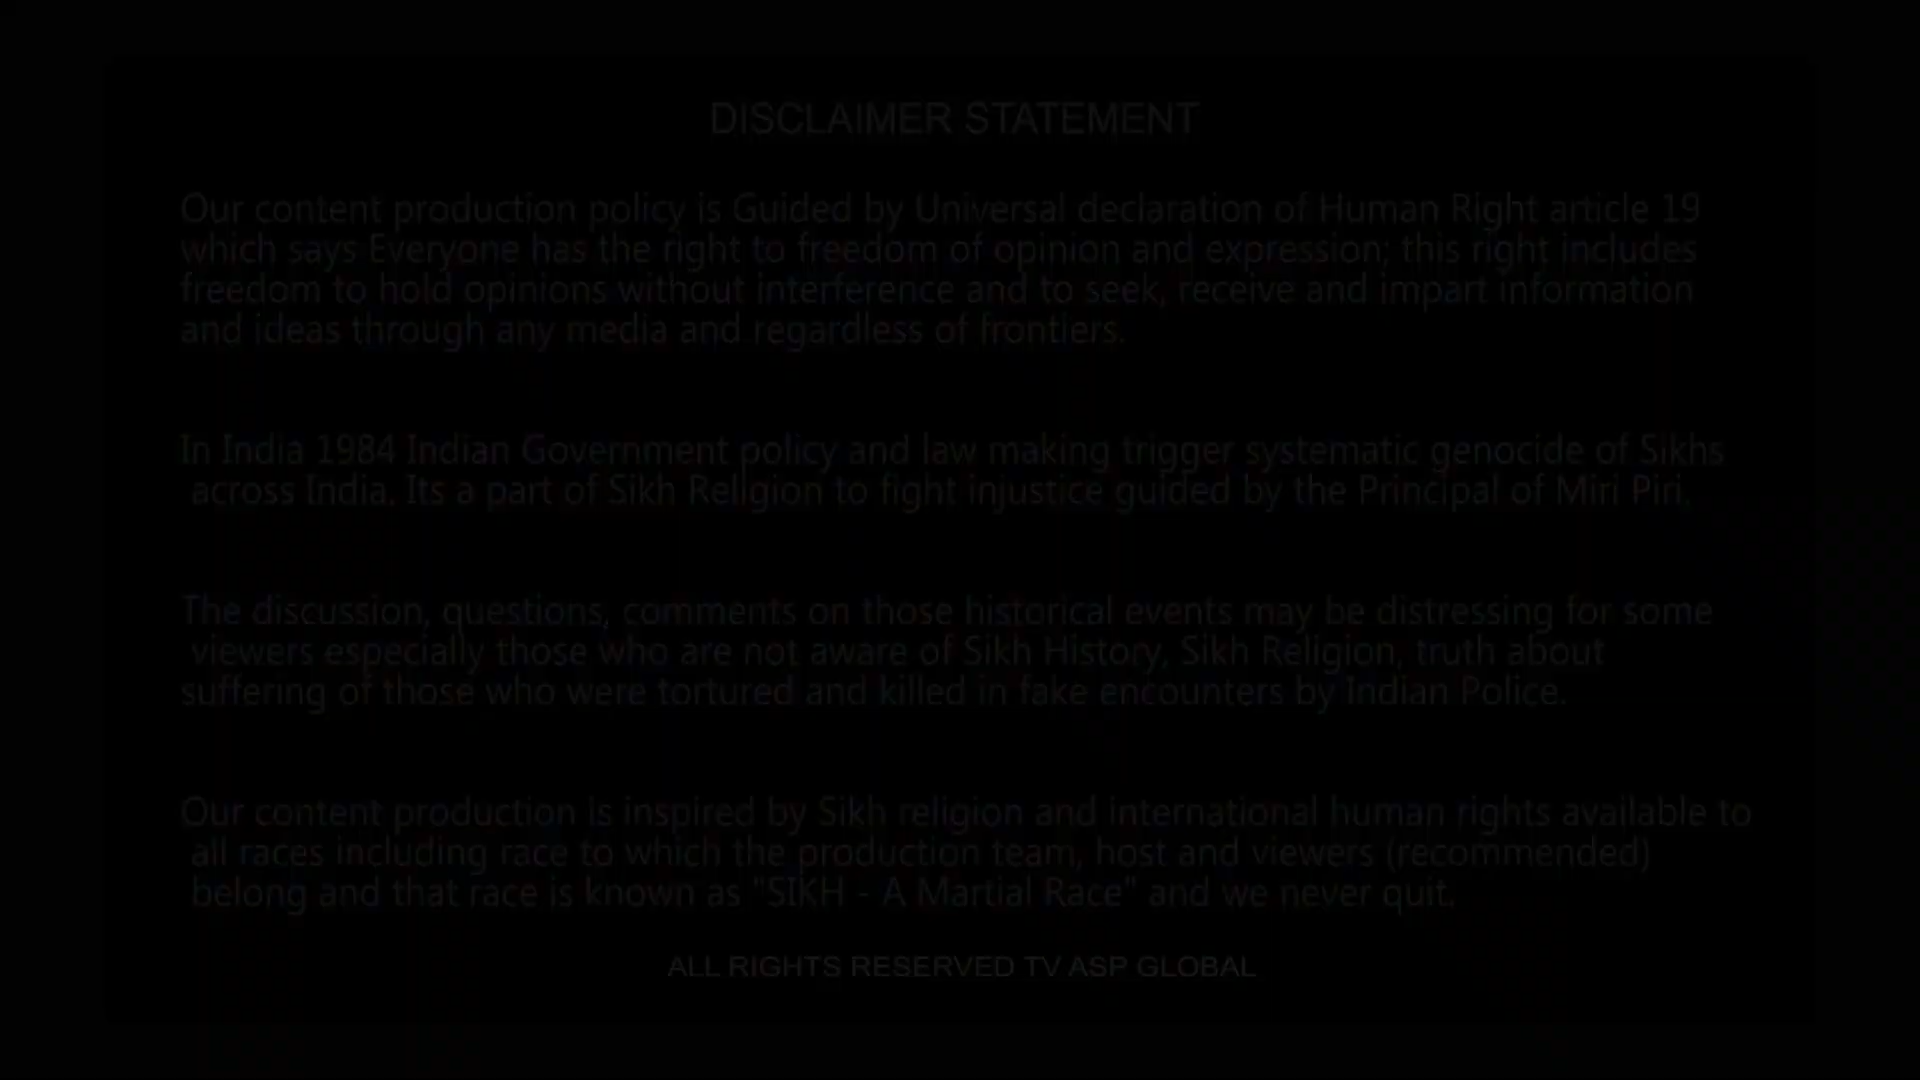 DISCLAIMER STATEMENT
Our content production policy is Guided by Universal declaration of Human Right article 19
which says Everyone has the right to freedom of opinion and expression; this right includes
freedom to hold opinions without interference and to seek, receive and impart information
and ideas through any media and regardless of frontiers.
In India 1984 Indian Government policy and law making trigger systematic genocide of Sikhs
across India. Its a part of Sikh Religion to fight injustice guided by the Principal of Miri Piri.
The discussion, questions, comments on those historical events may be distressing for some
viewers especially those who are not aware of Sikh History, Sikh Religion, truth about
suffering of those who were tortured and killed in fake encounters by Indian Police.
Our content production is inspired by Sikh religion and international human rights available to
all races including race to which the production team, host and viewers (recommended)
belong and that race is known as "SIKH - A Martial Race" and we never quit.
ALL RIGHTS RESERVED TV ASP GLOBAL